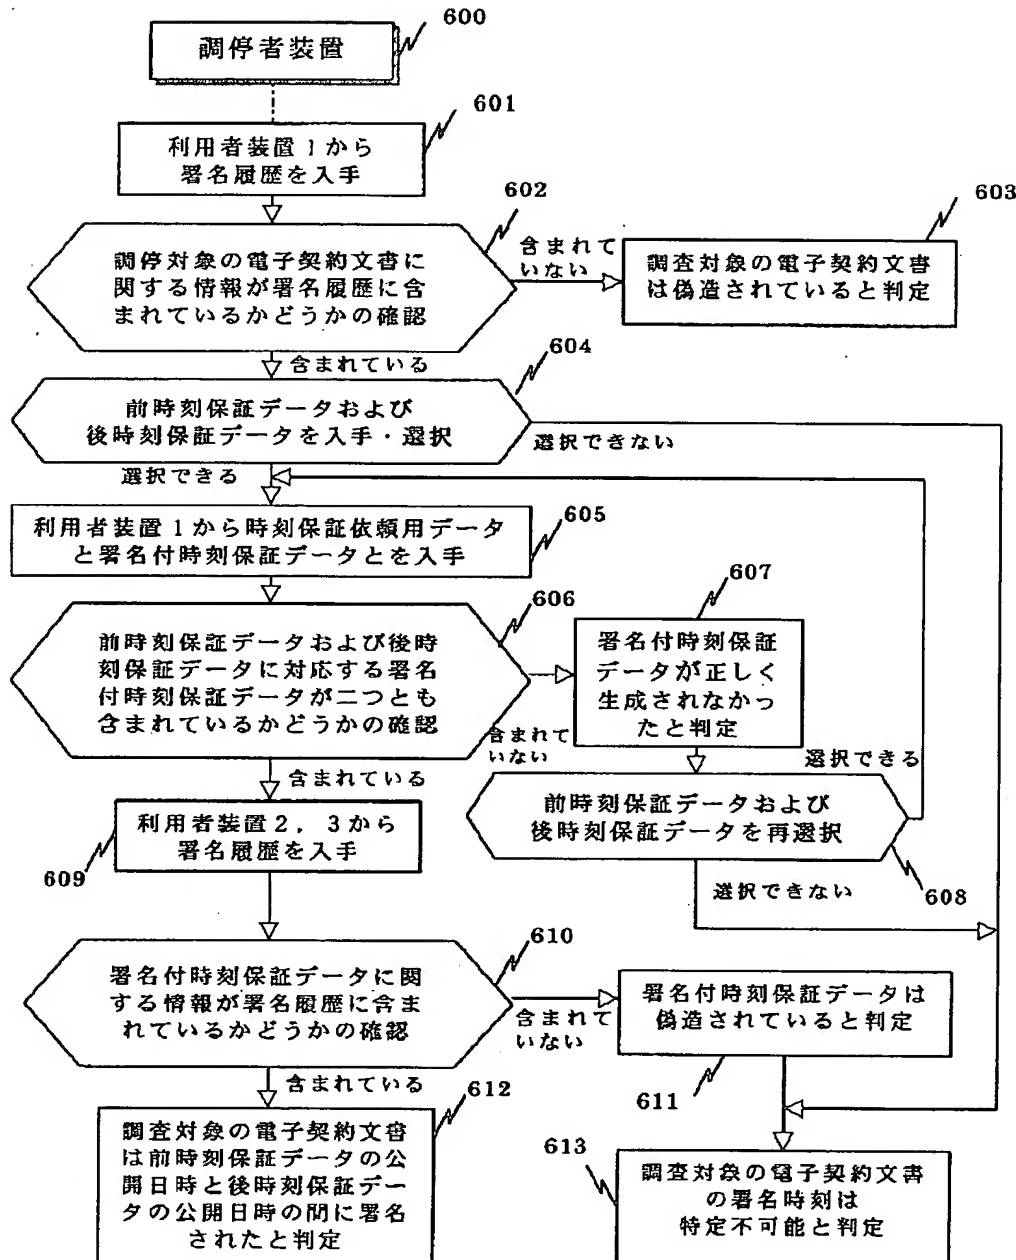 600
調停者装置
601
利用者装置1から
署名履歴を入手
602
調停対象の電子契約文書に
関する情報が署名履歴に含
まれているかどうかの確認
含まれて
いない
603
調査対象の電子契約文書
は偽造されていると判定
含まれている
604
前時刻保証データおよび
後時刻保証データを入手・選択
選択できない
選択できる
利用者装置1から時刻保証依頼用データ
と署名付時刻保証データとを入手
605
606
前時刻保証データおよび後時
刻保証データに対応する署名
付時刻保証データが二つとも
含まれているかどうかの確認
含まれて
いない
607
署名付時刻保証
データが正しく
生成されなかっ
たと判定
選択できる
含まれている
前時刻保証データおよび
後時刻保証データを再選択
608
選択できない
利用者装置2，3から
署名履歴を入手
609
610
署名付時刻保証データに関
する情報が署名履歴に含ま
れているかどうかの確認
含まれて
いない
署名付時刻保証データは
偽造されていると判定
611
含まれている
612
調査対象の電子契約文書
は前時刻保証データの公
開日時と後時刻保証デー
タの公開日時の間に署名
されたと判定
613
調査対象の電子契約文書
の署名時刻は
特定不可能と判定